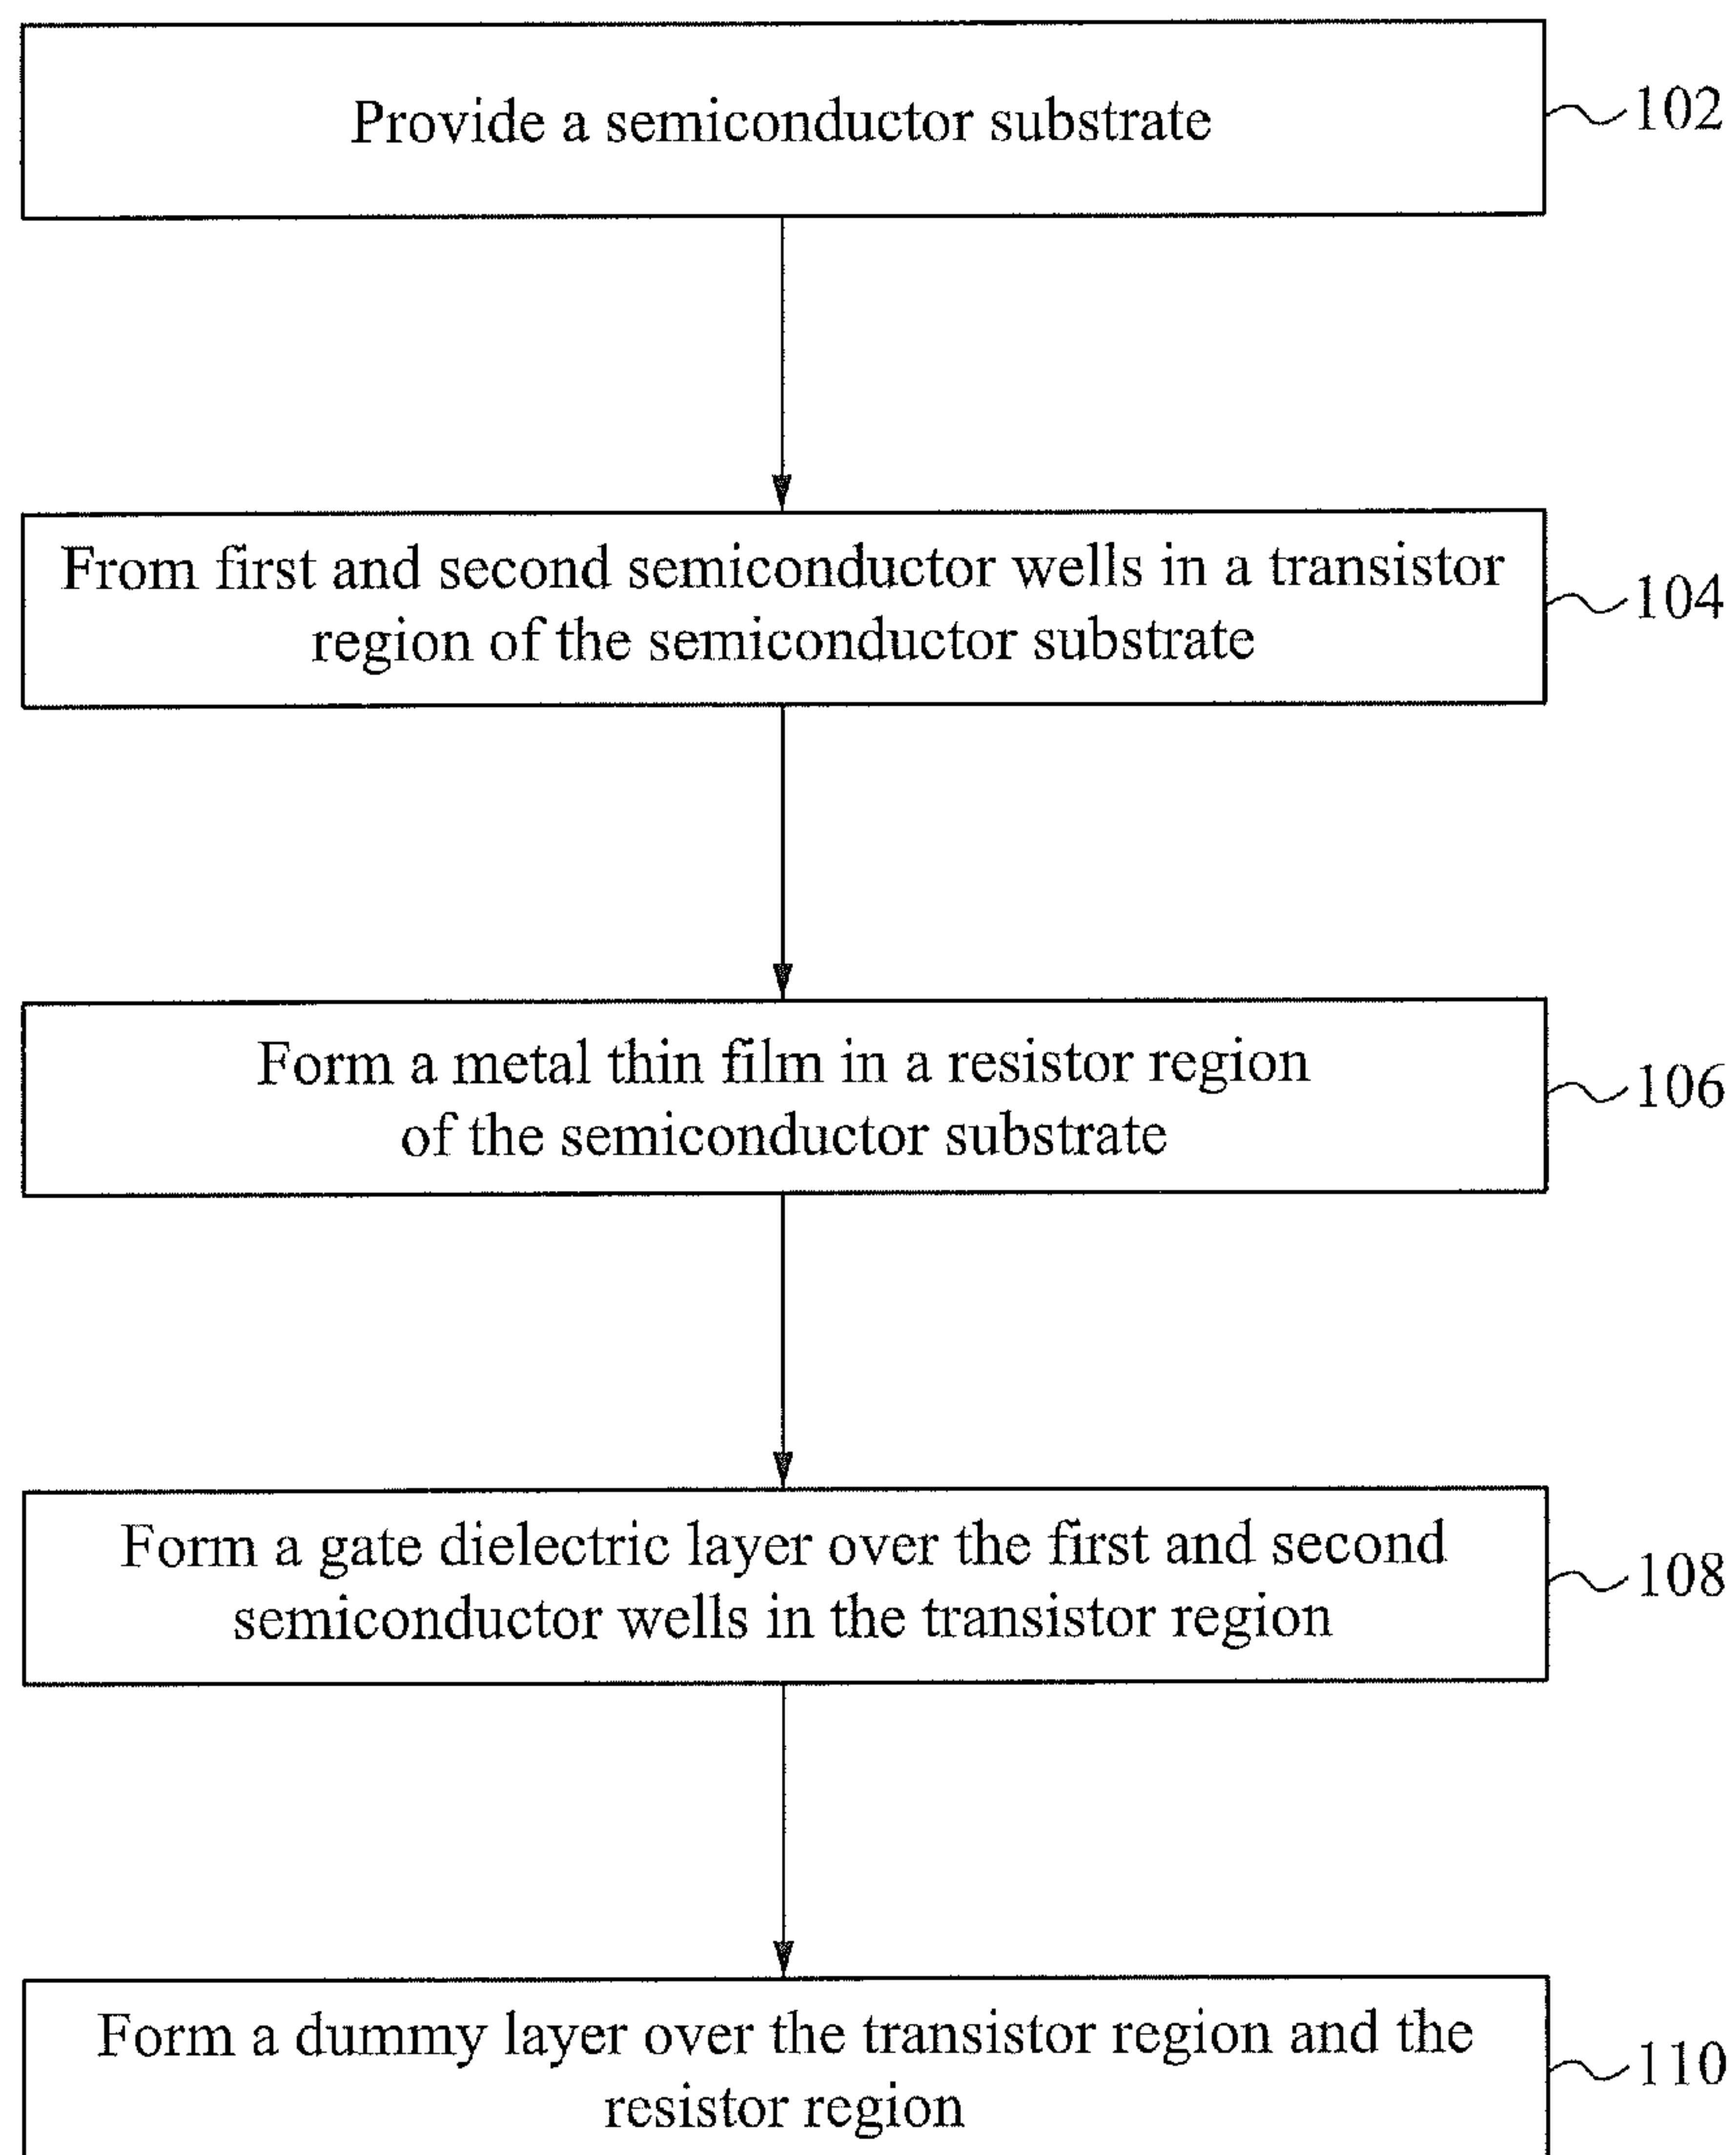 Provide a semiconductor substrate
102
From first and second semiconductor wells in a transistor
region of the semiconductor substrate
104
Form a metal thin film in a resistor region
of the semiconductor substrate
106
Form a gate dielectric layer over the first and second
semiconductor wells in the transistor region
108
Form a dummy layer over the transistor region and the
resistor region
110